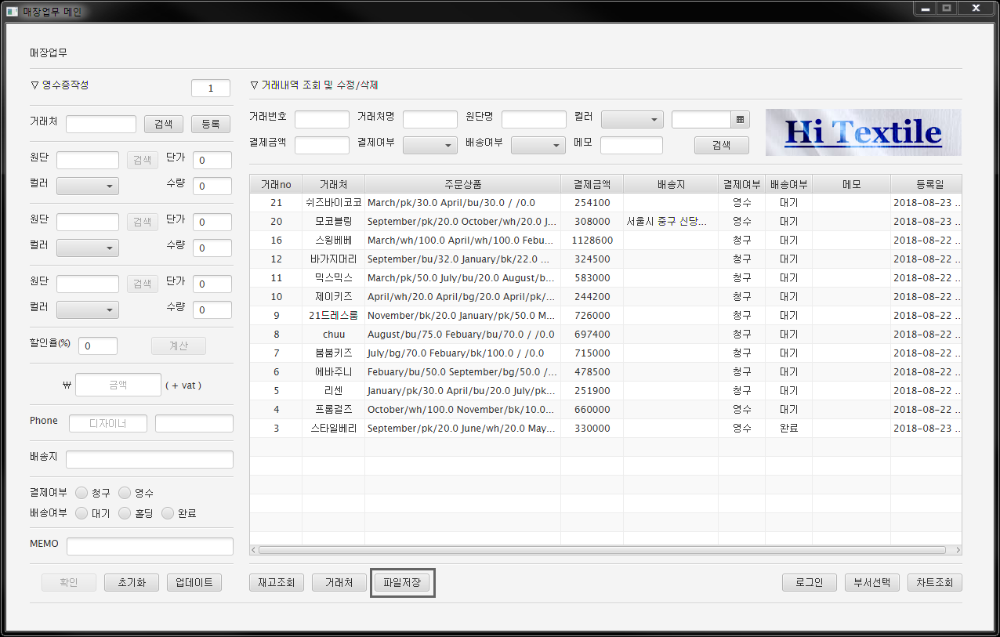 매장업무 메인
매장업무
▽ 영수증작성 1
거래처 검색 등록
원단 검색 단가 0
컬러 수량 0
원단 검색 단가 0
컬러 수량 0
원단 검색 단가 0
컬러 수량 0
할인율(%) 0 계산
₩ 금액 ( + vat )
Phone 디자이너
배송지
결제여부 청구 영수
배송여부 대기 홀딩 완료
MEMO
확인 초기화 업데이트
▽ 거래내역 조회 및 수정/삭제
거래번호 거래처명 원단명 컬러
결제금액 결제여부 배송여부 메모 검색
Hi Textile
거래no 거래처 주문상품 결제금액 배송지 결제여부 배송여부 메모 등록일
21 쉬즈바이코코 March/pk/30.0 April/bu/30.0 / /0.0 254100 영수 대기 2018-08-23 ..
20 모코블링 September/pk/20.0 October/wh/20.0 J... 308000 서울시 중구 신당... 영수 대기 2018-08-23 ..
16 스윙베베 March/wh/100.0 April/wh/100.0 Febu... 1128600 청구 대기 2018-08-22 ..
12 바가지머리 September/bu/32.0 January/bk/22.0 ... 324500 청구 대기 2018-08-22 ..
11 믹스믹스 March/pk/50.0 July/bu/20.0 August/b... 583000 청구 대기 2018-08-22 ..
10 제이키즈 April/wh/20.0 April/bg/20.0 April/pk/... 244200 청구 대기 2018-08-22 ..
9 21드레스룸 November/bk/20.0 January/pk/50.0 M... 726000 청구 대기 2018-08-22 ..
8 chuu August/bu/75.0 Febuary/bu/70.0 / /0.0 697400 청구 대기 2018-08-22 ..
7 봄봄키즈 July/bg/70.0 Febuary/bk/100.0 / /0.0 715000 청구 대기 2018-08-22 ..
6 에바주니 Febuary/bu/50.0 September/bg/50.0 /... 478500 청구 대기 2018-08-22 ..
5 리센 January/pk/30.0 April/bu/20.0 July/pk... 251900 청구 대기 2018-08-22 ..
4 프롬걸즈 October/wh/100.0 November/bk/10.0... 660000 영수 대기 2018-08-22 ..
3 스타일베리 September/pk/20.0 June/wh/20.0 May... 330000 영수 완료 2018-08-23 ..
재고조회 거래처 파일저장 로그인 부서선택 차트조회